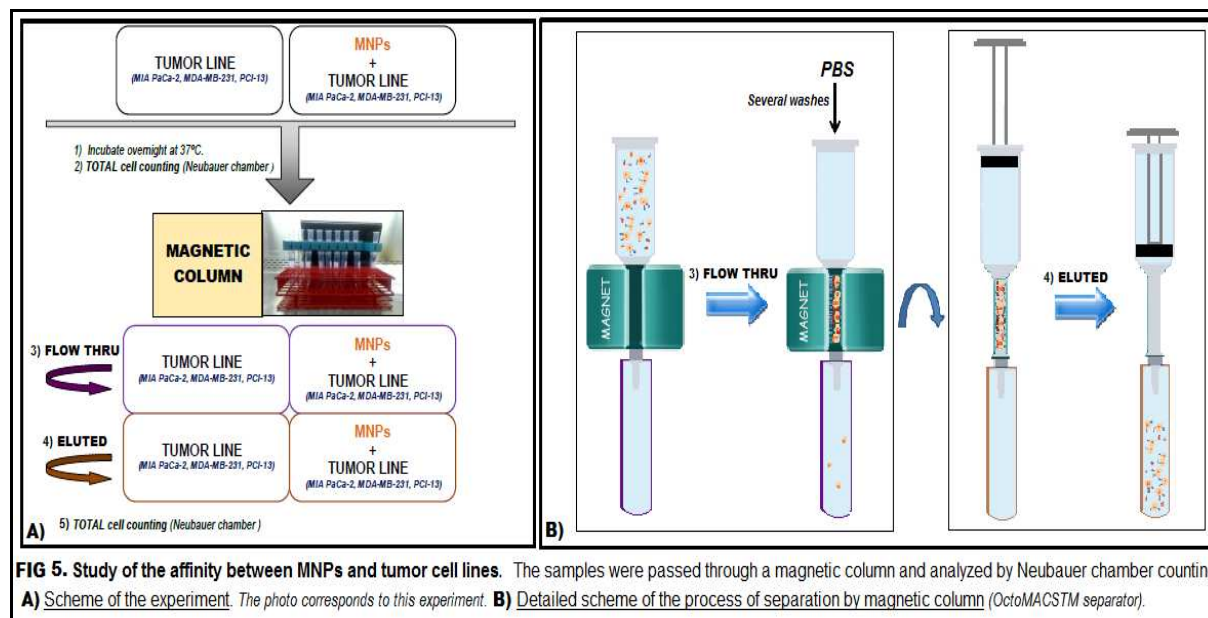 TUMOR LINE
(MIA PaCa-2, MDA-MB-231, PCI-13)
MNPs
+
TUMOR LINE
(MIA PaCa-2, MDA-MB-231, PCI-13)
1) Incubate overnight at 37ºC.
2) TOTAL cell counting (Neubauer chamber )
MAGNETIC
COLUMN
3) FLOW THRU
TUMOR LINE
(MIA PaCa-2, MDA-MB-231, PCI-13)
MNPs
+
TUMOR LINE
(MIA PaCa-2, MDA-MB-231, PCI-13)
4) ELUTED
TUMOR LINE
(MIA PaCa-2, MDA-MB-231, PCI-13)
MNPs
+
TUMOR LINE
(MIA PaCa-2, MDA-MB-231, PCI-13)
A) 5) TOTAL cell counting (Neubauer chamber )
PBS
Several washes
MAGNET
3) FLOW THRU
MAGNET
4) ELUTED
B)
FIG 5. Study of the affinity between MNPs and tumor cell lines. The samples were passed through a magnetic column and analyzed by Neubauer chamber countin
A) Scheme of the experiment. The photo corresponds to this experiment. B) Detailed scheme of the process of separation by magnetic column (OctoMACSTM separator).